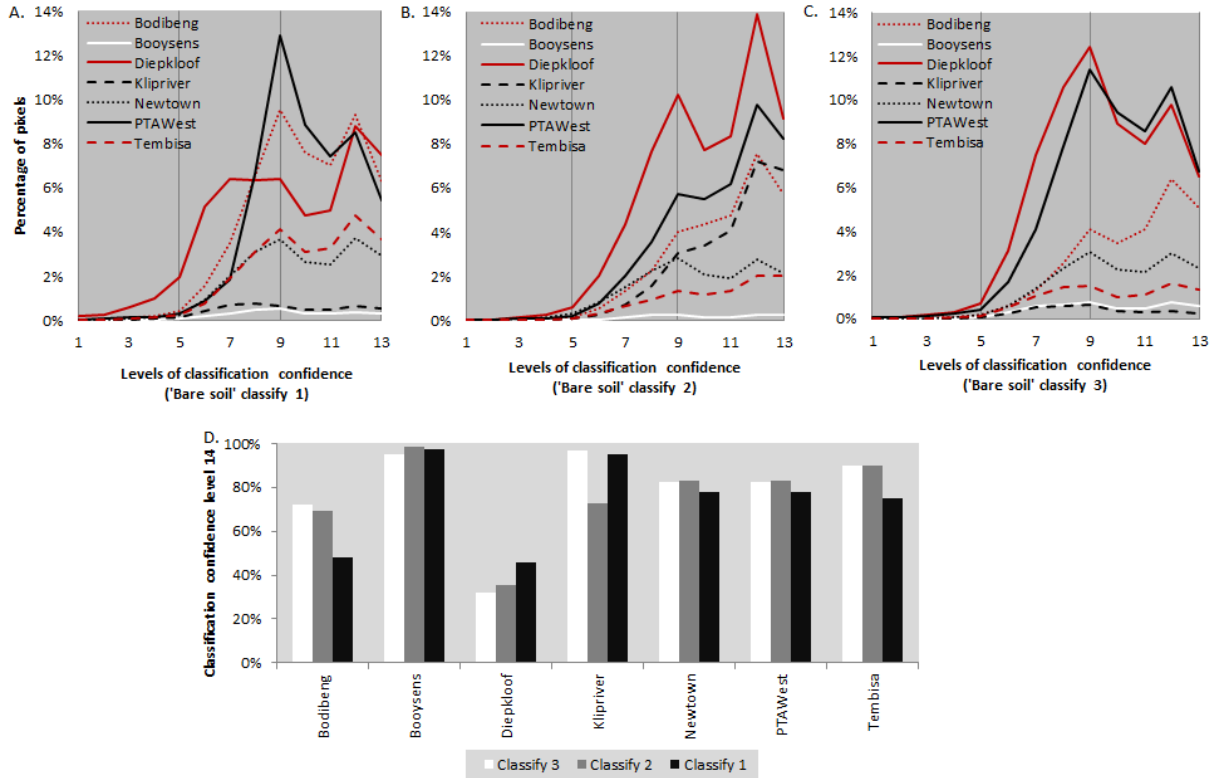 A.
Percentage of pixels
14%
12%
10%
8%
6%
4%
2%
0%
Bodibeng
Booysens
Diepkloof
Klipriver
Newtown
PTAWest
Tembisa
1 3 5 7 9 11 13
Levels of classification confidence
('Bare soil' classify 1)
B.
14%
12%
10%
8%
6%
4%
2%
0%
Bodibeng
Booysens
Diepkloof
Klipriver
Newtown
PTAWest
Tembisa
1 3 5 7 9 11 13
Levels of classification confidence
('Bare soil' classify 2)
C.
14%
12%
10%
8%
6%
4%
2%
0%
Bodibeng
Booysens
Diepkloof
Klipriver
Newtown
PTAWest
Tembisa
1 3 5 7 9 11 13
Levels of classification confidence
('Bare soil' classify 3)
D.
Classification confidence level 14
100%
80%
60%
40%
20%
0%
Bodibeng
Booysens
Diepkloof
Klipriver
Newtown
PTAWest
Tembisa
Classify 3 Classify 2 Classify 1